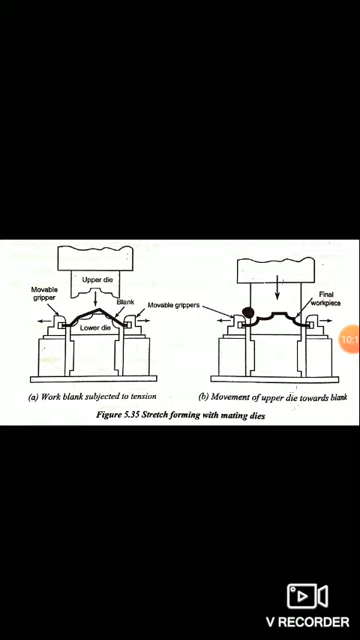 Upper die
Movable
gripper
Blank
Lower die
Movable grippers
Final
workpiece
(a) Work blank subjected to tension
(b) Movement of upper die towards blank
Figure 5.35 Stretch forming with mating dies
10:1
V RECORDER